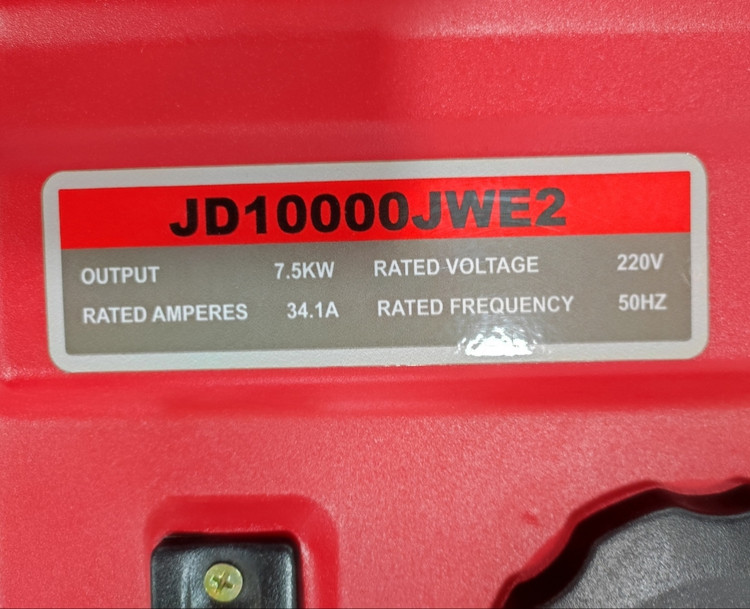 JD10000JWE2
OUTPUT 7.5KW RATED VOLTAGE 220V
RATED AMPERES 34.1A RATED FREQUENCY 50HZ